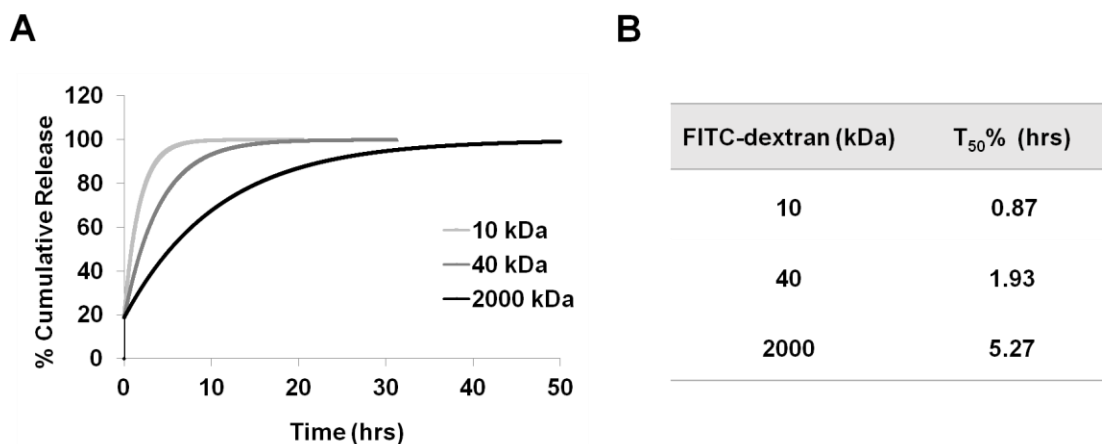 A
% Cumulative Release
120
100
80
60
40
20
0
0 10 20 30 40 50
Time (hrs)
10 kDa
40 kDa
2000 kDa
B
FITC-dextran (kDa) T₅₀% (hrs)
10 0.87
40 1.93
2000 5.27